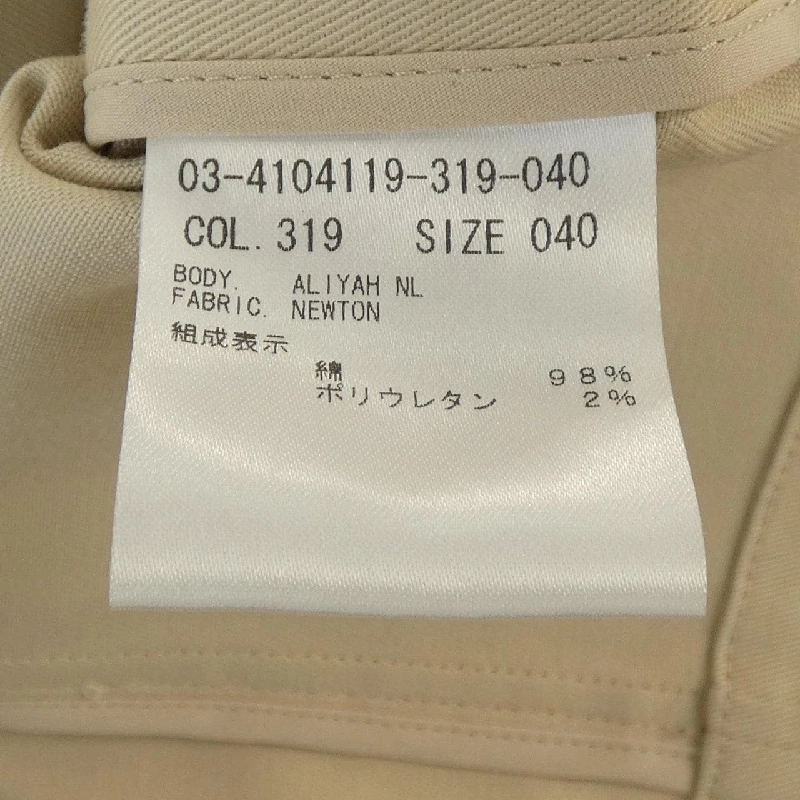 03-4104119-319-040
COL. 319 SIZE 040
BODY. ALIYAH NL
FABRIC. NEWTON
組成表示
綿 98%
ポリウレタン 2%